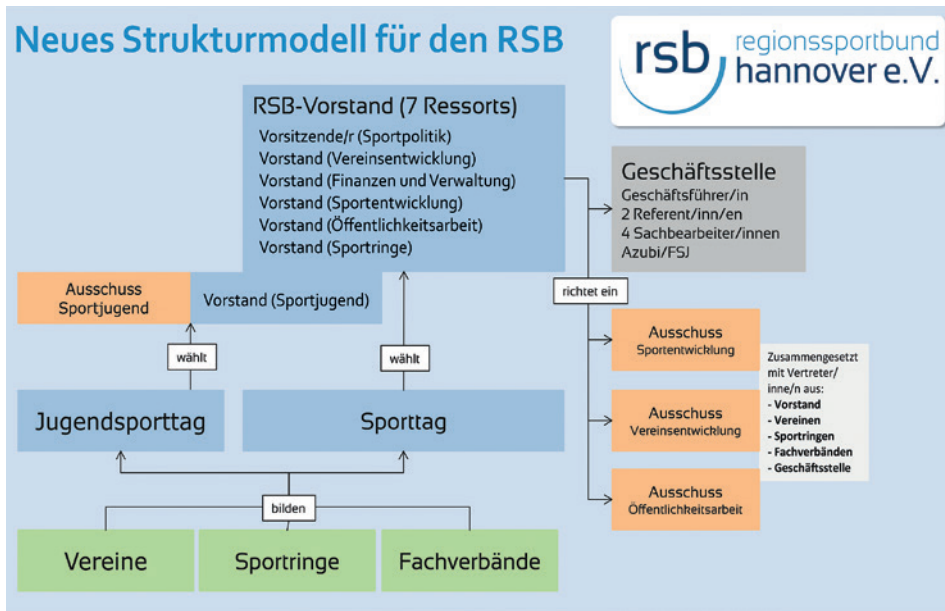 Neues Strukturmodell für den RSB
rsb regionssportbund
hannover e.V.
RSB-Vorstand (7 Ressorts)
Vorsitzende/r (Sportpolitik)
Vorstand (Vereinsentwicklung)
Vorstand (Finanzen und Verwaltung)
Vorstand (Sportentwicklung)
Vorstand (Öffentlichkeitsarbeit)
Vorstand (Sportringe)
Geschäftsstelle
Geschäftsführer/in
2 Referent/inn/en
4 Sachbearbeiter/innen
Azubi/FSJ
Ausschuss
Sportjugend
Vorstand (Sportjugend)
richtet ein
wählt
wählt
Ausschuss
Sportentwicklung
Jugendsporttag
Sporttag
Ausschuss
Vereinsentwicklung
Zusammengesetzt
mit Vertreter/
inne/n aus:
- Vorstand
- Vereinen
- Sportringen
- Fachverbänden
- Geschäftsstelle
Ausschuss
Öffentlichkeitsarbeit
bilden
Vereine
Sportringe
Fachverbände